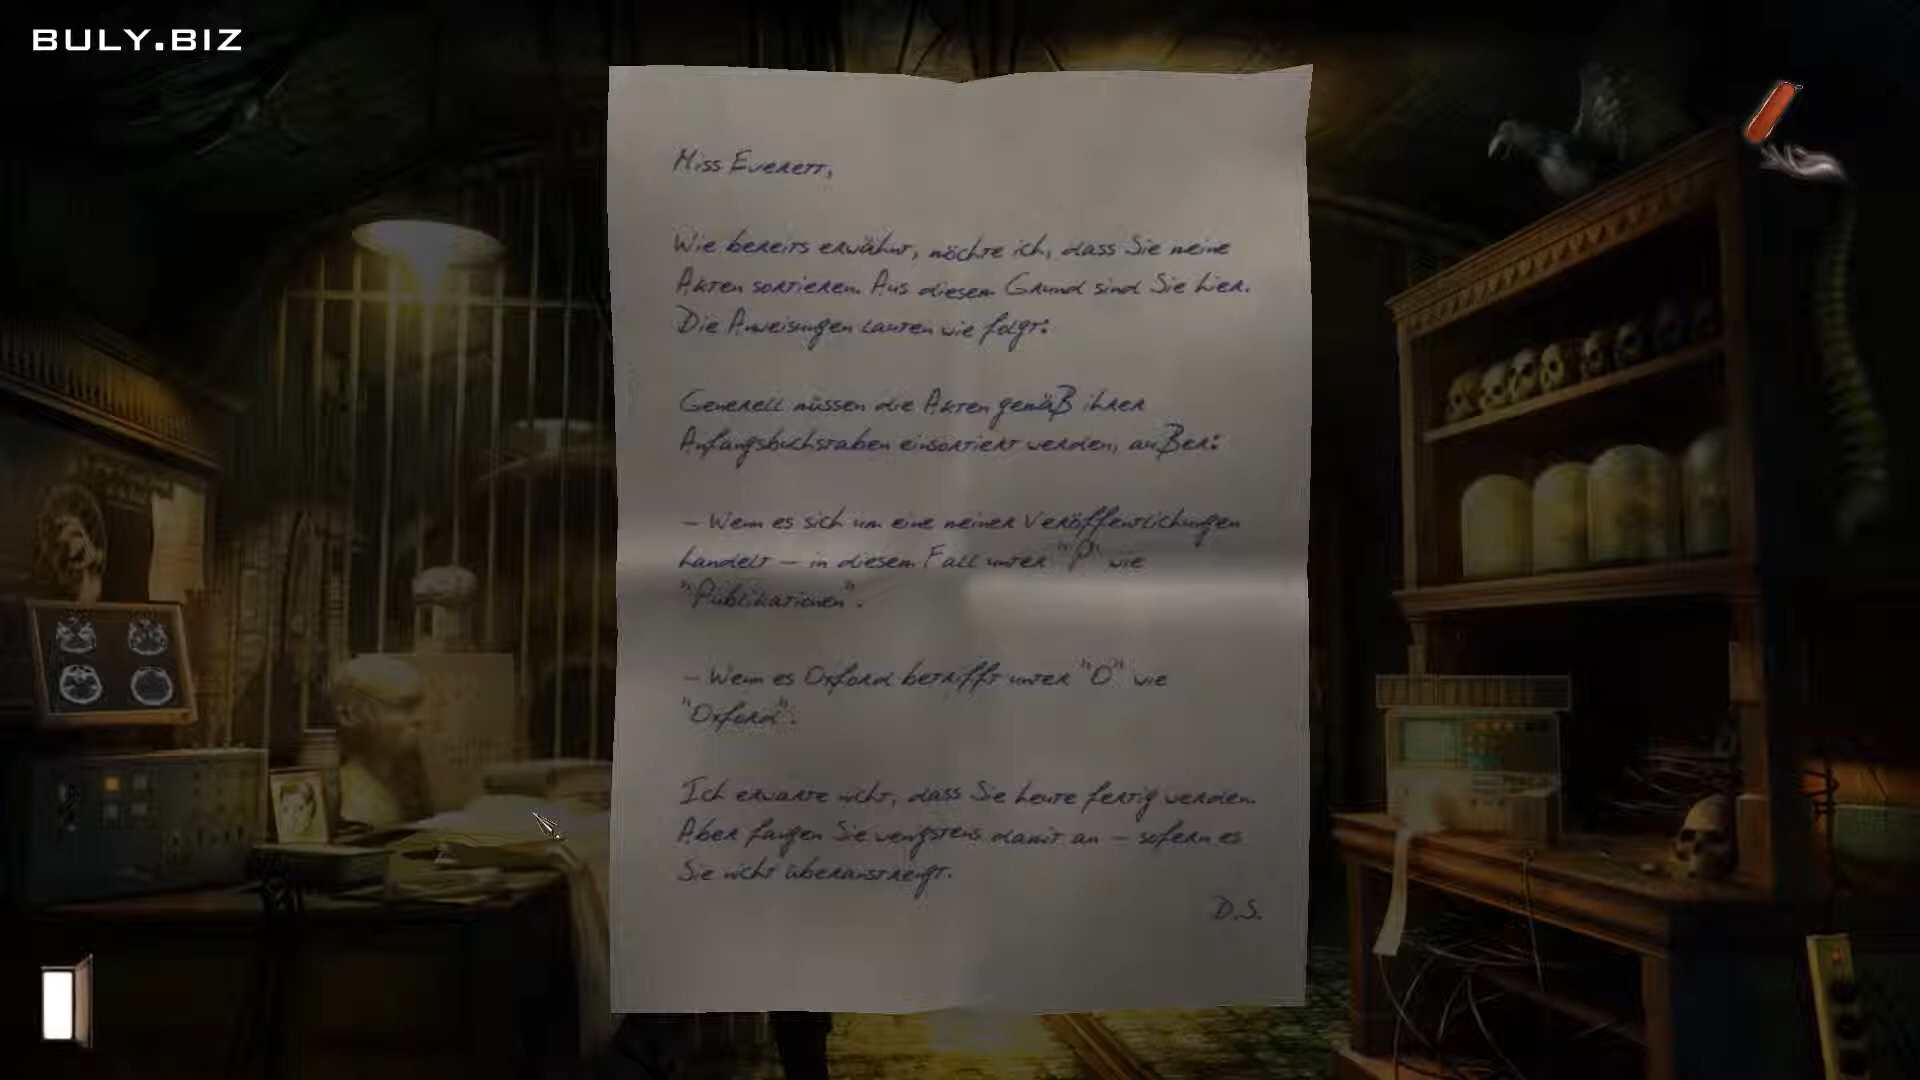 BULY.BIZ
Miss Everett,
Wie bereits erwähnt, möchte ich, dass Sie meine
Akten sortieren. Aus diesem Grund sind Sie hier.
Die Anweisungen lauten wie folgt:
Generell müssen die Akten gemäß ihrer
Anfangsbuchstaben einsortiert werden, außer:
– Wenn es sich um eine meiner Veröffentlichungen
handelt – in diesem Fall unter "P" wie
"Publikationen".
– Wenn es Oxford betrifft unter "O" wie
"Oxford".
Ich erwarte nicht, dass Sie heute fertig werden.
Aber fangen Sie wenigstens damit an – sofern es
Sie nicht überanstrengt.
D.S.